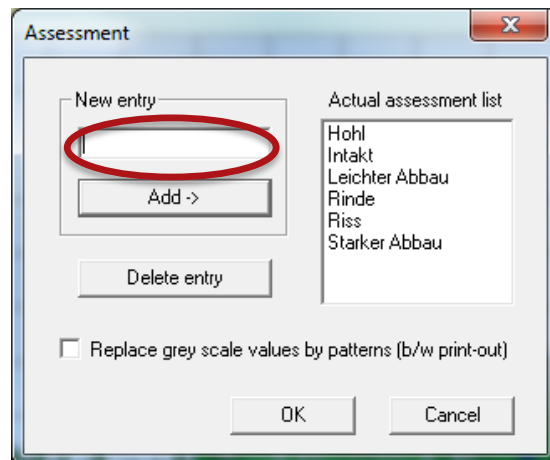 Assessment
New entry
Add ->
Delete entry
Actual assessment list
Hohl
Intakt
Leichter Abbau
Rinde
Riss
Starker Abbau
Replace grey scale values by patterns (b/w print-out)
OK
Cancel